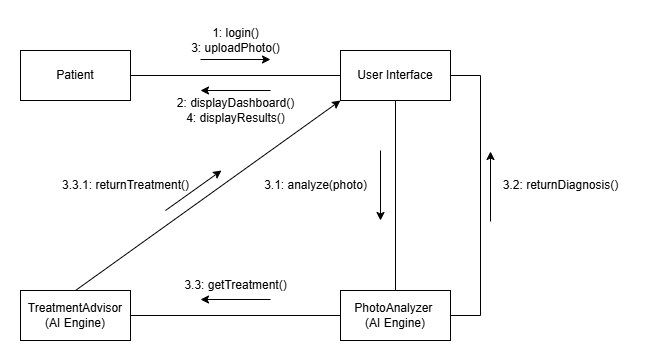 1: login()
3: uploadPhoto()
Patient
User Interface
2: displayDashboard()
4: displayResults()
3.3.1: returnTreatment()
3.1: analyze(photo)
3.2: returnDiagnosis()
3.3: getTreatment()
TreatmentAdvisor
(AI Engine)
PhotoAnalyzer
(AI Engine)